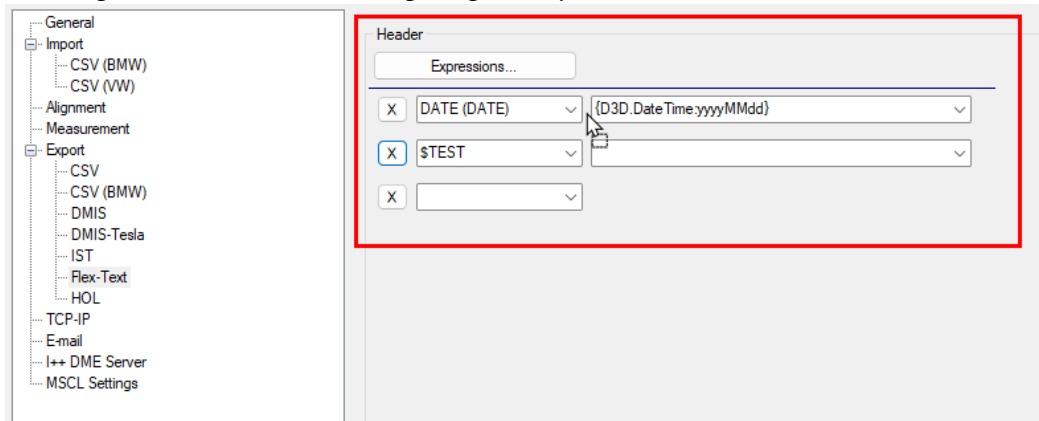 General
Import
CSV (BMW)
CSV (VW)
Alignment
Measurement
Export
CSV
CSV (BMW)
DMIS
DMIS-Tesla
IST
Flex-Text
HOL
TCP-IP
E-mail
I++ DME Server
MSCL Settings
Header
Expressions...
X DATE (DATE) {D3D.DateTime:yyyyMMdd}
X $TEST
X